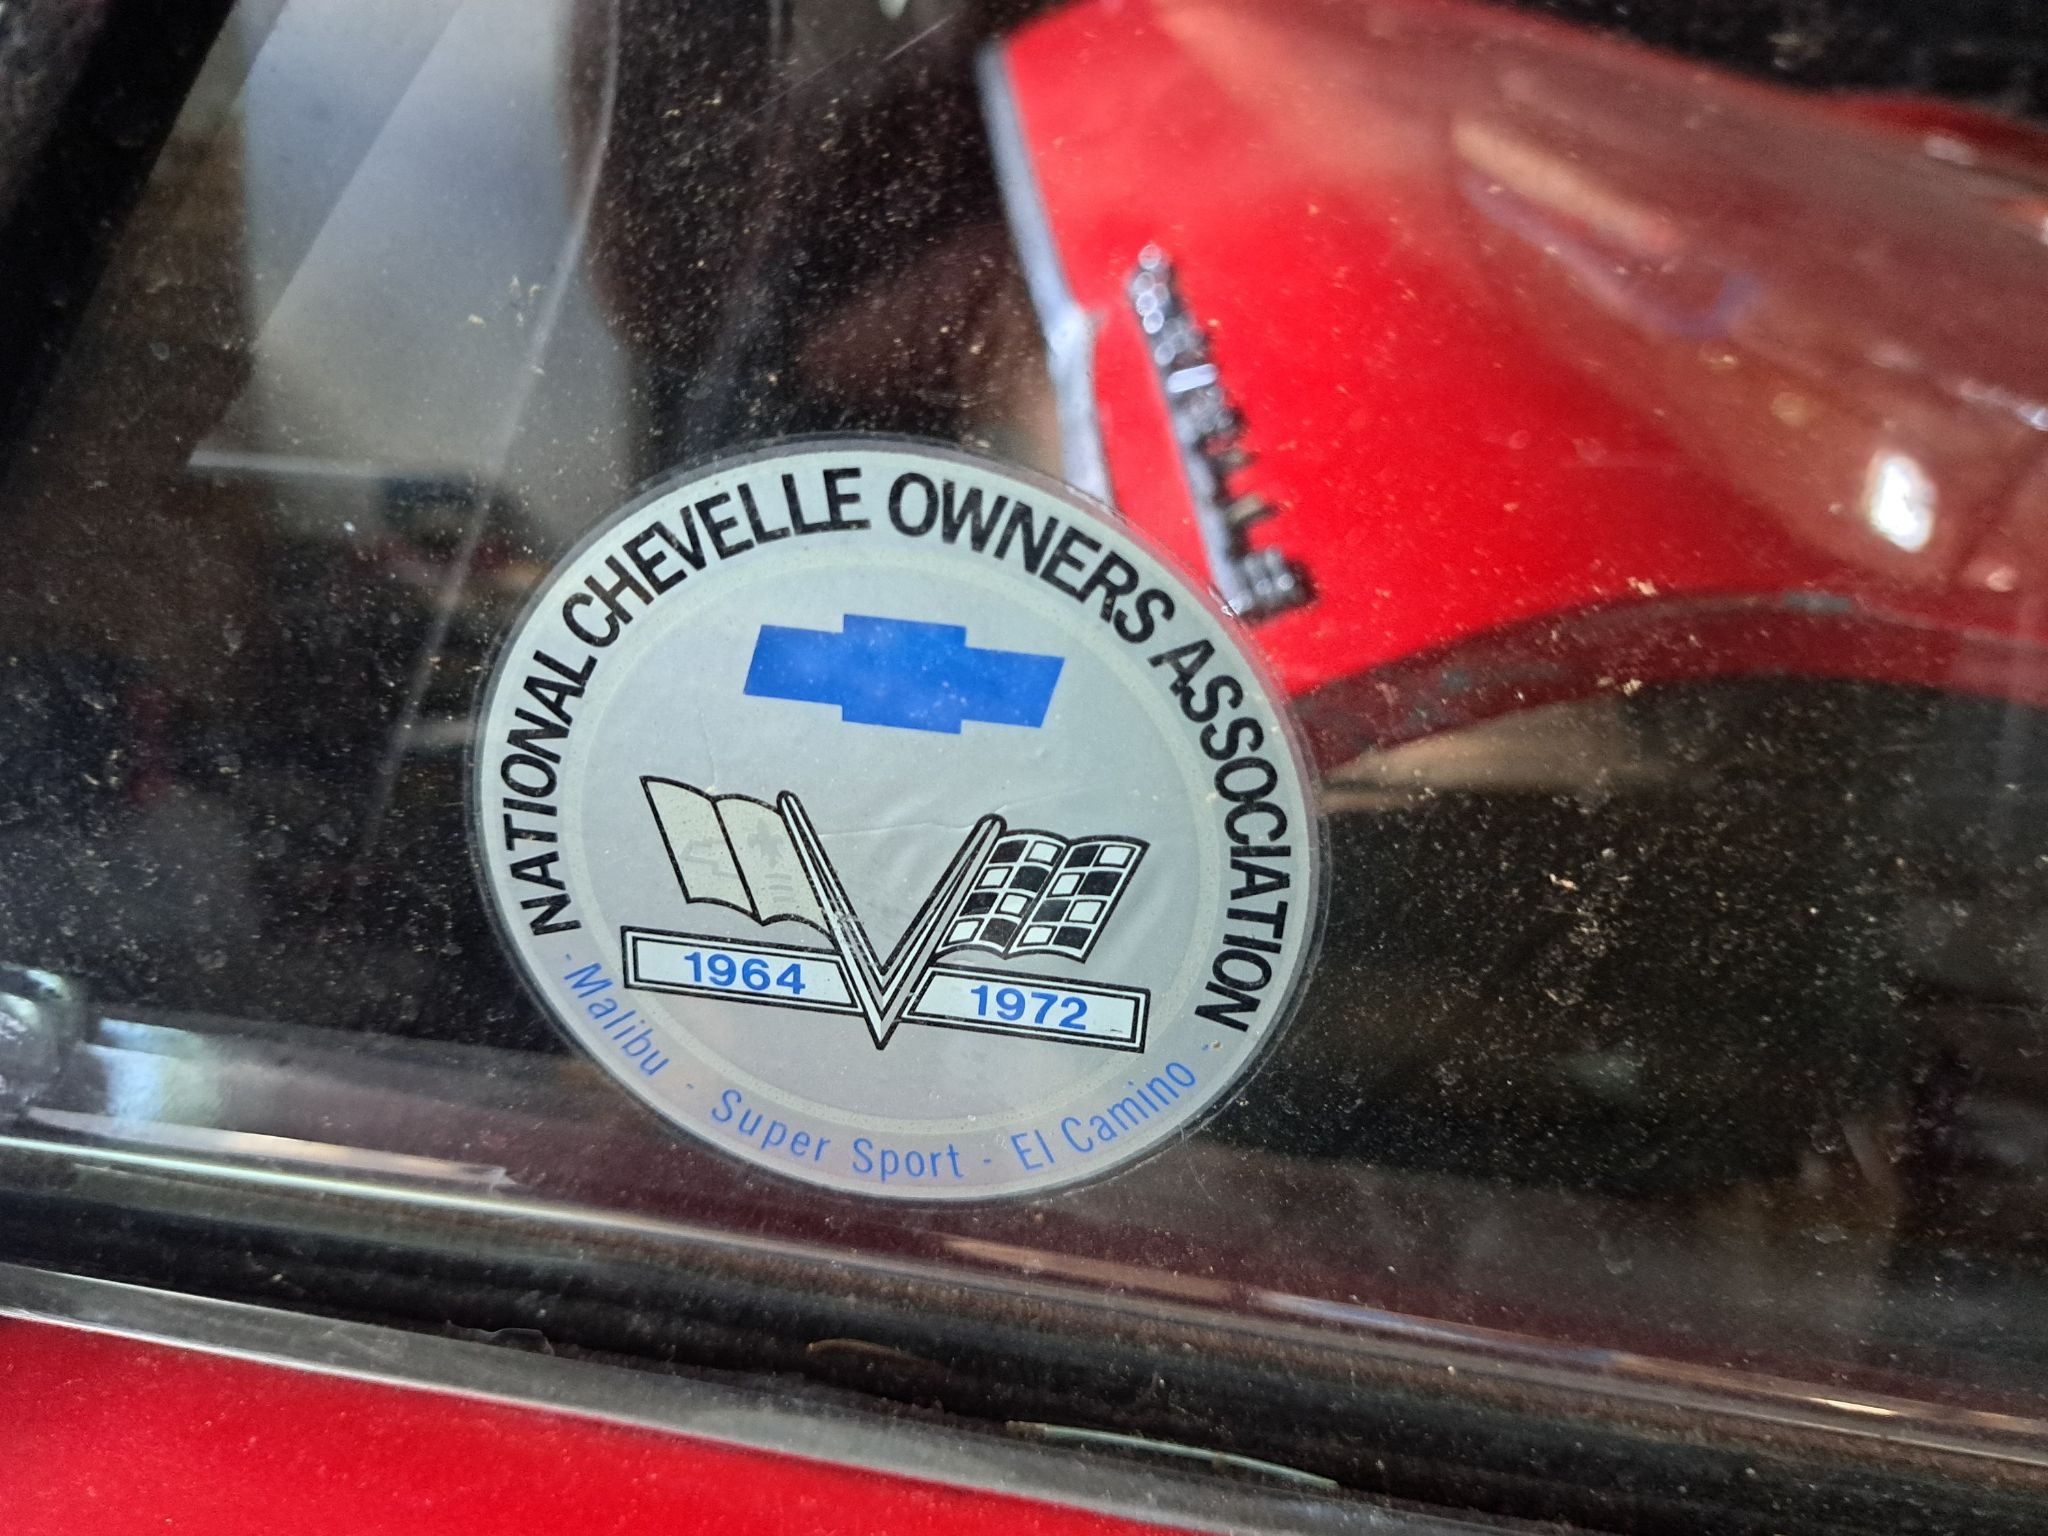 NATIONAL CHEVELLE OWNERS ASSOCIATION
1964 1972
- Malibu - Super Sport - El Camino -